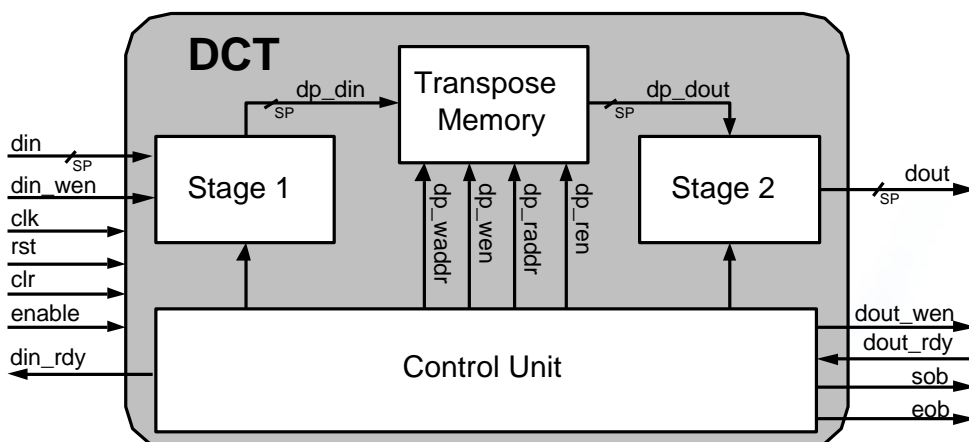 DCT
dp_din
SP
Transpose
Memory
dp_dout
SP
din
SP
din_wen
clk
rst
clr
enable
din_rdy
Stage 1
dp_waddr
dp_wen
dp_raddr
dp_ren
Stage 2
dout
SP
Control Unit
dout_wen
dout_rdy
sob
eob